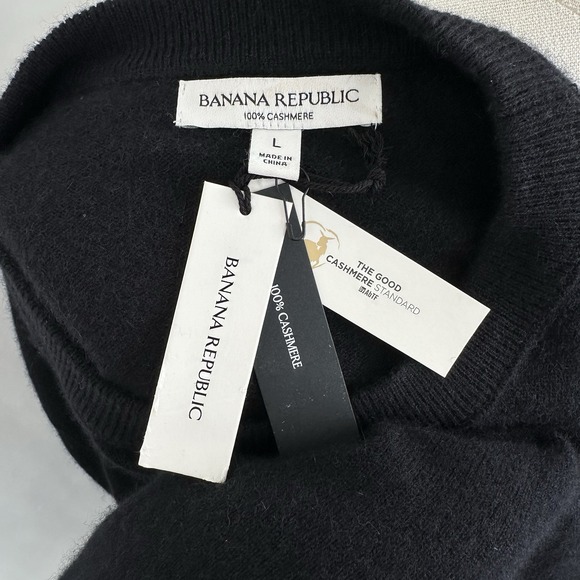 BANANA REPUBLIC
100% CASHMERE
L
MADE IN
CHINA
BANANA REPUBLIC
100% CASHMERE
THE GOOD
CASHMERE STANDARD